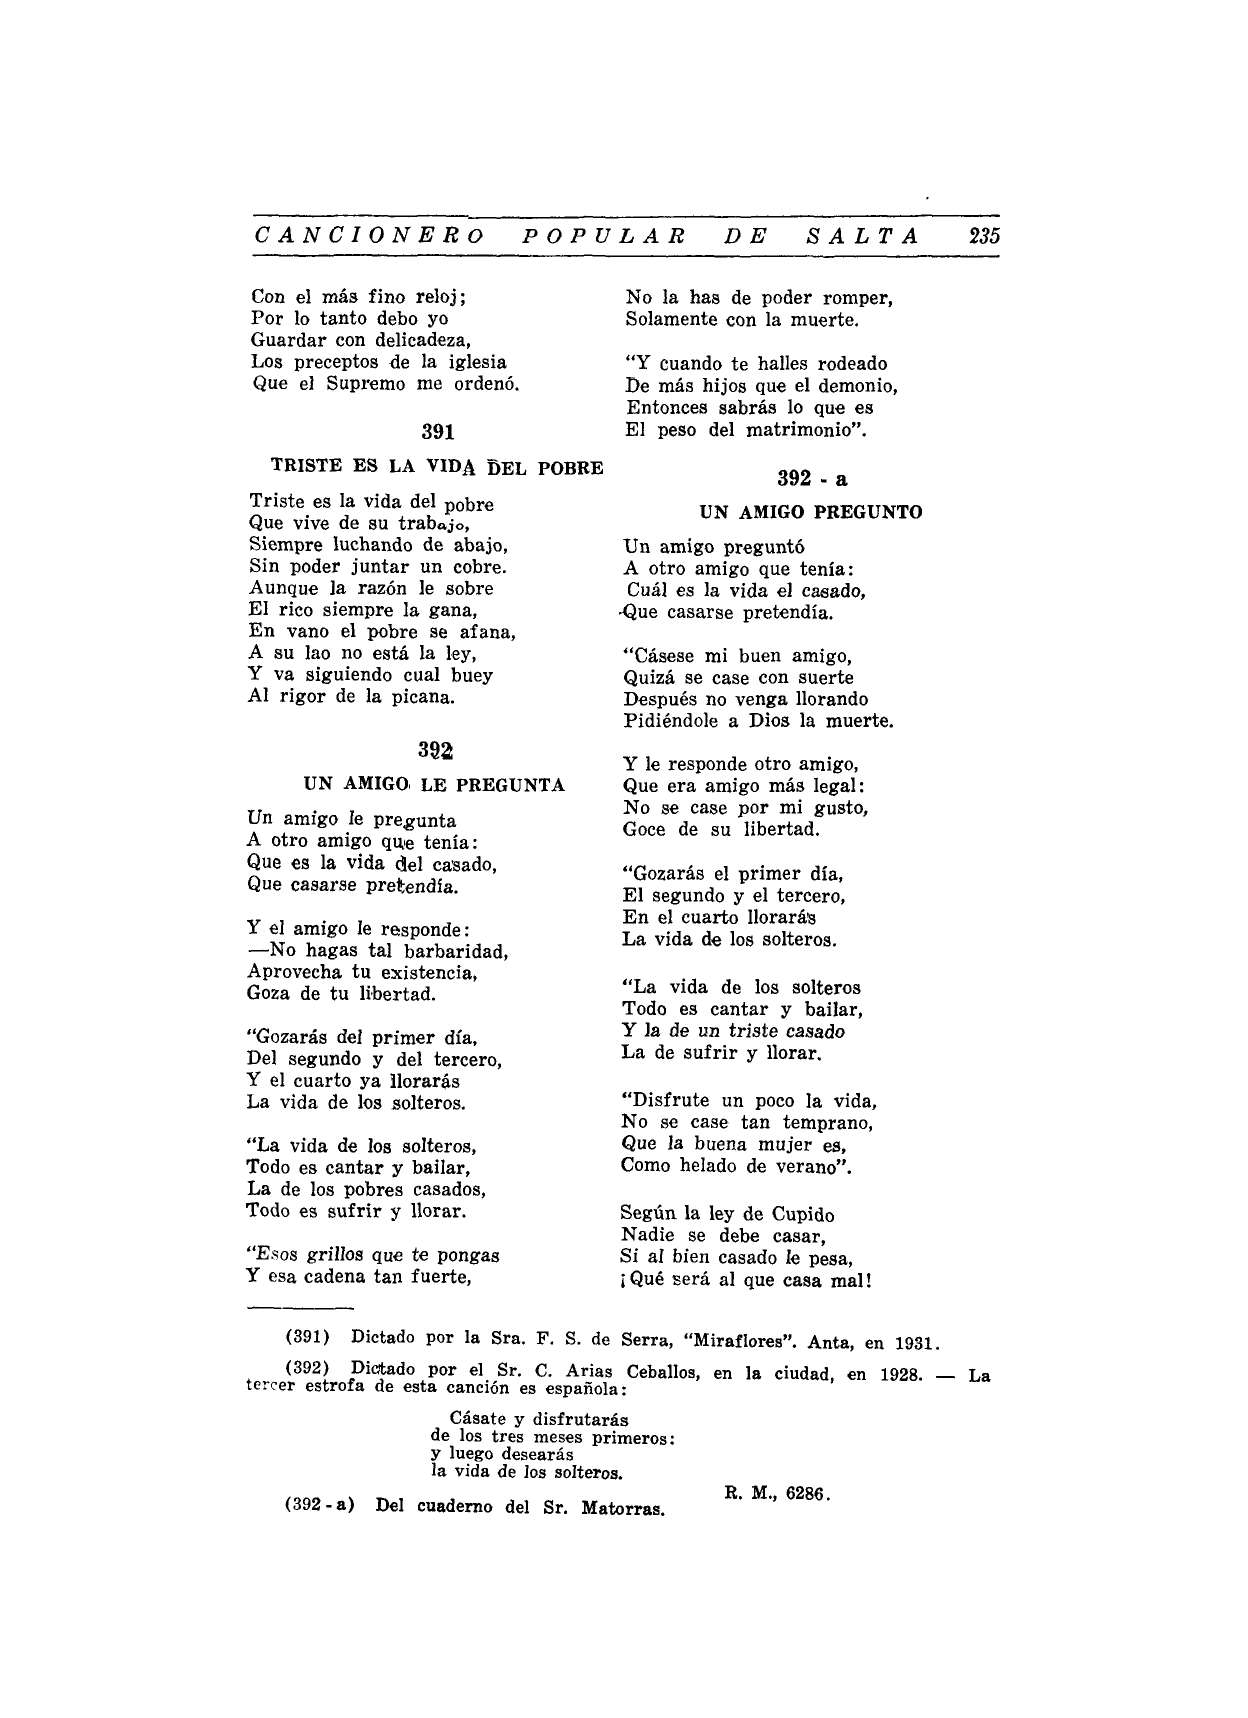 CANCIONERO POPULAR DE SALTA 235
Con el más fino reloj;
Por lo tanto debo yo
Guardar con delicadeza,
Los preceptos de la iglesia
Que el Supremo me ordenó.
391
TRISTE ES LA VIDA DEL POBRE
Triste es la vida del pobre
Que vive de su trabajo,
Siempre luchando de abajo,
Sin poder juntar un cobre.
Aunque la razón le sobre
El rico siempre la gana,
En vano el pobre se afana,
A su lao no está la ley,
Y va siguiendo cual buey
Al rigor de la picana.
392
UN AMIGO LE PREGUNTA
Un amigo le pregunta
A otro amigo que tenía:
Que es la vida del casado,
Que casarse pretendía.
Y el amigo le responde:
—No hagas tal barbaridad,
Aprovecha tu existencia,
Goza de tu libertad.
“Gozarás del primer día,
Del segundo y del tercero,
Y el cuarto ya llorarás
La vida de los solteros.
“La vida de los solteros,
Todo es cantar y bailar,
La de los pobres casados,
Todo es sufrir y llorar.
“Esos grillos que te pongas
Y esa cadena tan fuerte,
No la has de poder romper,
Solamente con la muerte.
“Y cuando te halles rodeado
De más hijos que el demonio,
Entonces sabrás lo que es
El peso del matrimonio”.
392 - a
UN AMIGO PREGUNTO
Un amigo preguntó
A otro amigo que tenía:
Cuál es la vida el casado,
Que casarse pretendía.
“Cásese mi buen amigo,
Quizá se case con suerte
Después no venga llorando
Pidiéndole a Dios la muerte.
Y le responde otro amigo,
Que era amigo más legal:
No se case por mi gusto,
Goce de su libertad.
“Gozarás el primer día,
El segundo y el tercero,
En el cuarto llorarás
La vida de los solteros.
“La vida de los solteros
Todo es cantar y bailar,
Y la de un triste casado
La de sufrir y llorar.
“Disfrute un poco la vida,
No se case tan temprano,
Que la buena mujer es,
Como helado de verano”.
Según la ley de Cupido
Nadie se debe casar,
Si al bien casado le pesa,
¡Qué será al que casa mal!
(391) Dictado por la Sra. F. S. de Serra, “Miraflores”. Anta, en 1931.
(392) Dictado por el Sr. C. Arias Ceballos, en la ciudad, en 1928. — La
tercer estrofa de esta canción es española:
Cásate y disfrutarás
de los tres meses primeros:
y luego desearás
la vida de los solteros.
R. M., 6286.
(392 - a) Del cuaderno del Sr. Matorras.